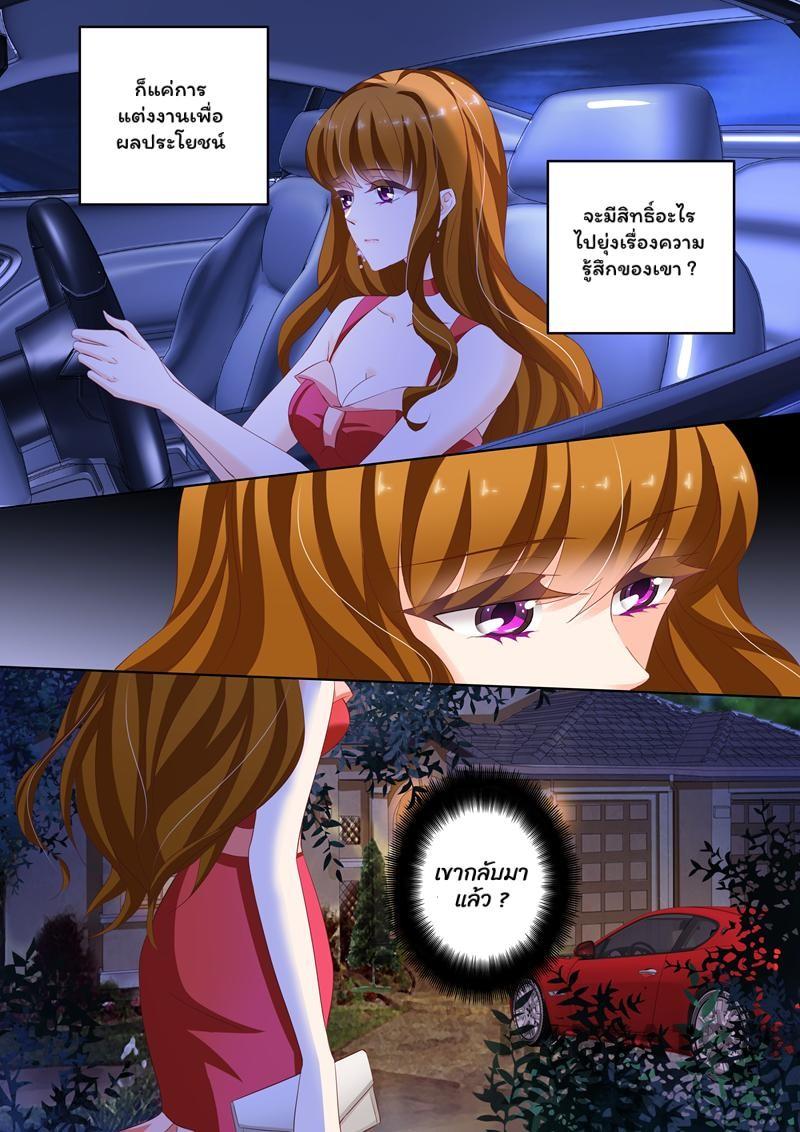 ก็แค่การ
แต่งงานเพื่อ
ผลประโยชน์
จะมีสิทธิ์อะไร
ไปยุ่งเรื่องความ
รู้สึกของเขา ?
เขากลับมา
แล้ว ?